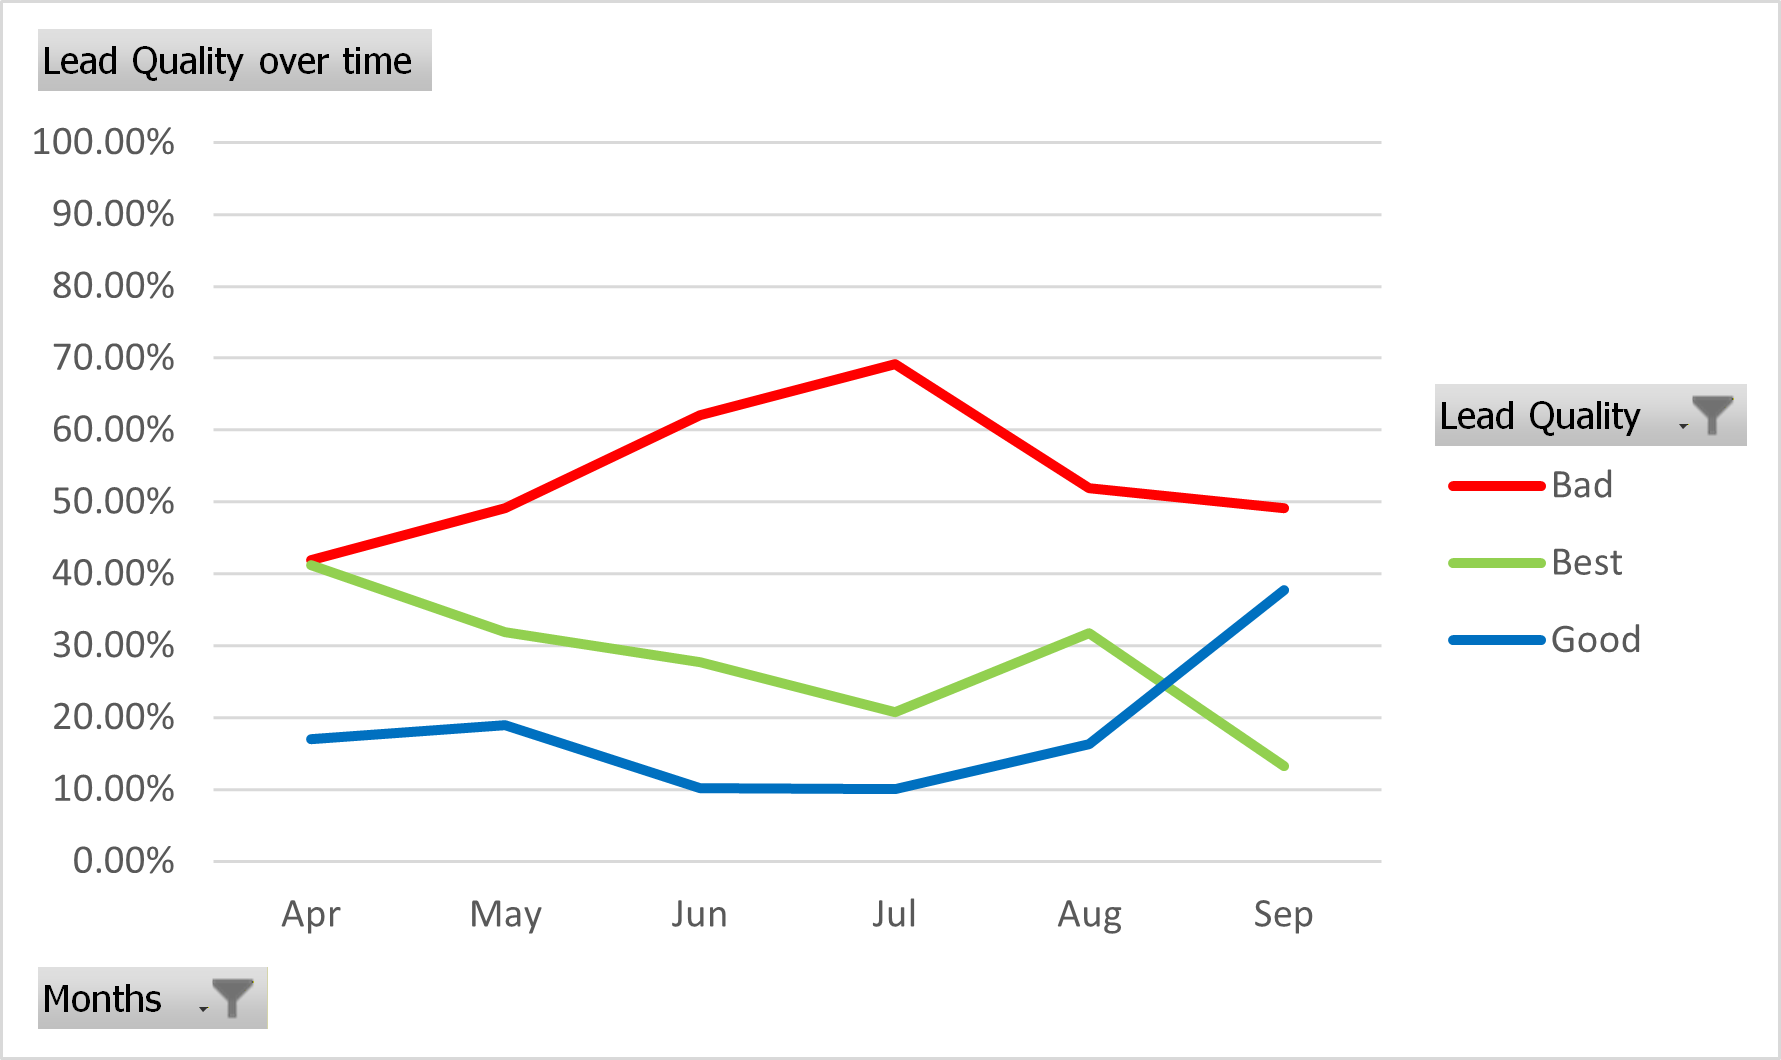 Lead Quality over time
100.00%
90.00%
80.00%
70.00%
60.00%
50.00%
40.00%
30.00%
20.00%
10.00%
0.00%
Apr May Jun Jul Aug Sep
Lead Quality
Bad
Best
Good
Months